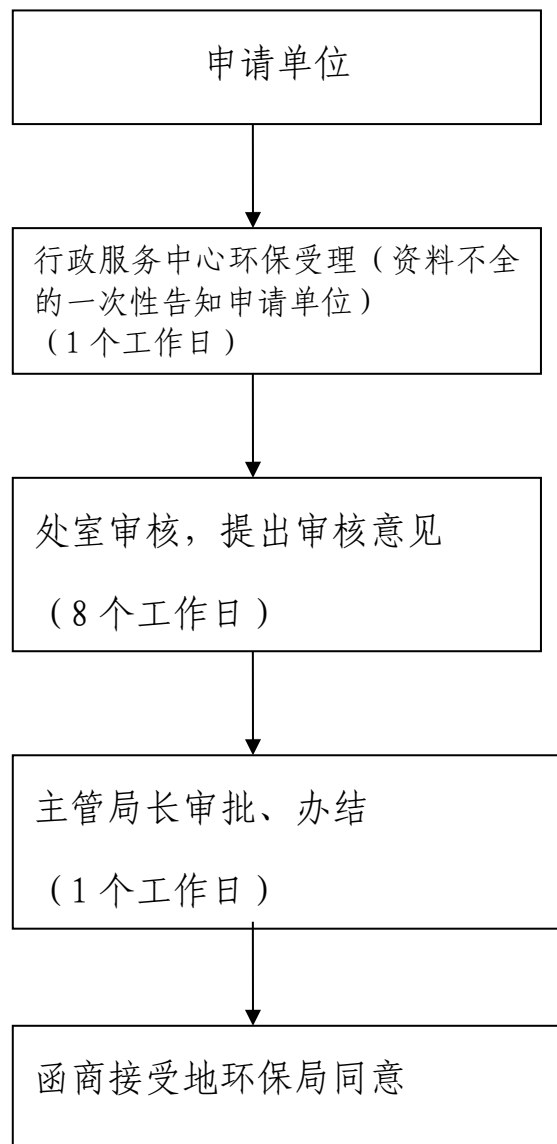 申请单位
行政服务中心环保受理（资料不全
的一次性告知申请单位）
（1 个工作日）
处室审核，提出审核意见
（8 个工作日）
主管局长审批、办结
（1 个工作日）
函商接受地环保局同意